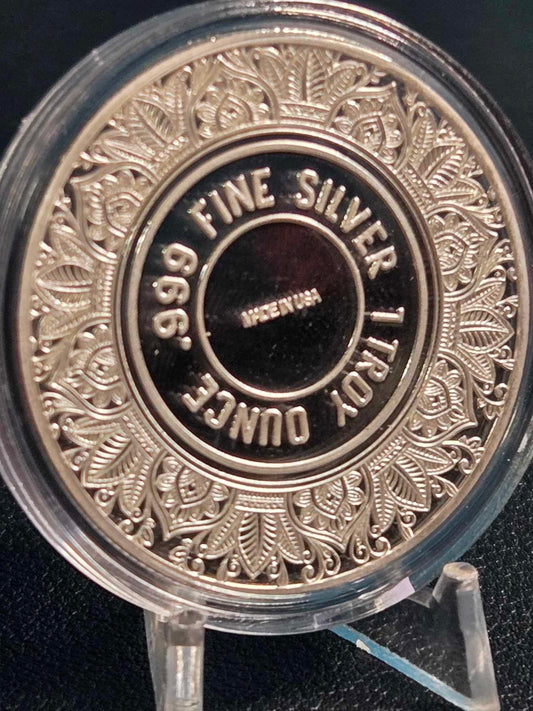 .999 FINE SILVER 1 TROY OUNCE
MADE IN USA